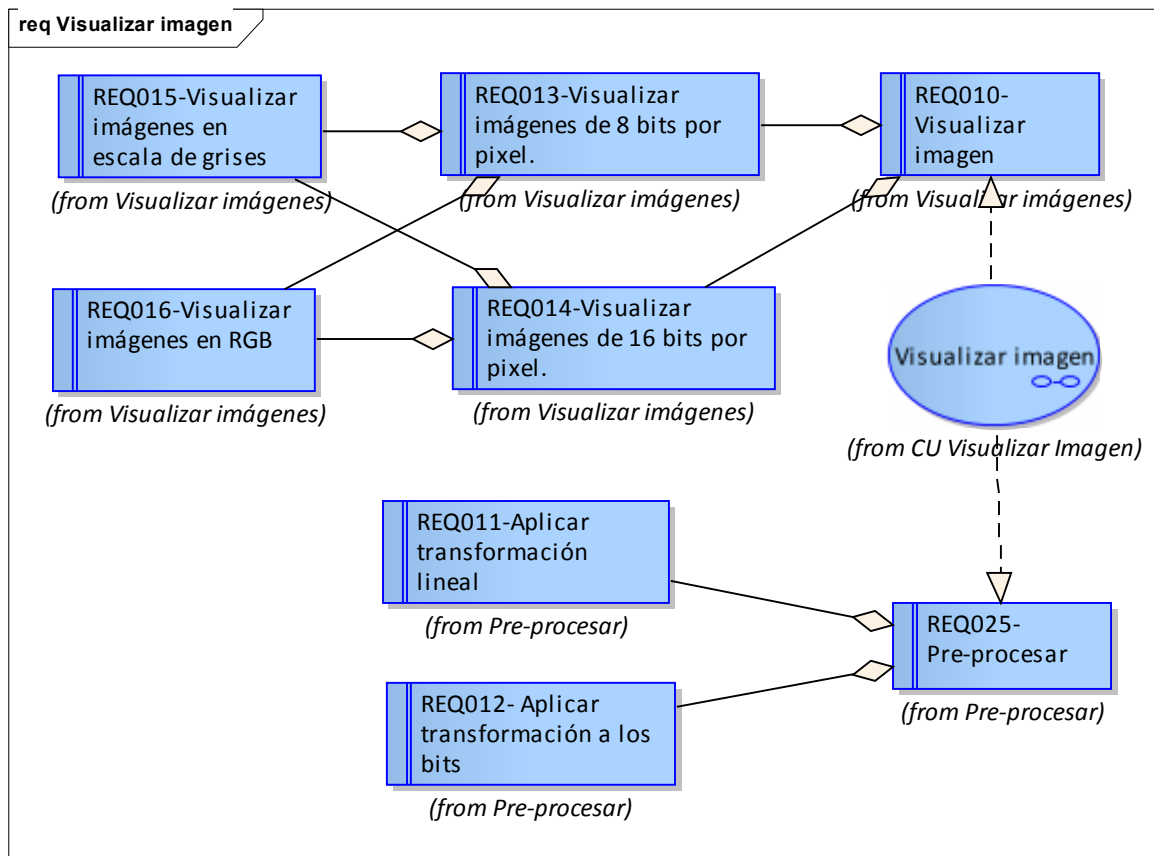 req Visualizar imagen
REQ015-Visualizar
imágenes en
escala de grises
(from Visualizar imágenes)
REQ013-Visualizar
imágenes de 8 bits por
pixel.
(from Visualizar imágenes)
REQ010-
Visualizar
imagen
(from Visualizar imágenes)
REQ016-Visualizar
imágenes en RGB
(from Visualizar imágenes)
REQ014-Visualizar
imágenes de 16 bits por
pixel.
(from Visualizar imágenes)
Visualizar imagen
(from CU Visualizar Imagen)
REQ011-Aplicar
transformación
lineal
(from Pre-procesar)
REQ025-
Pre-procesar
(from Pre-procesar)
REQ012- Aplicar
transformación a los
bits
(from Pre-procesar)